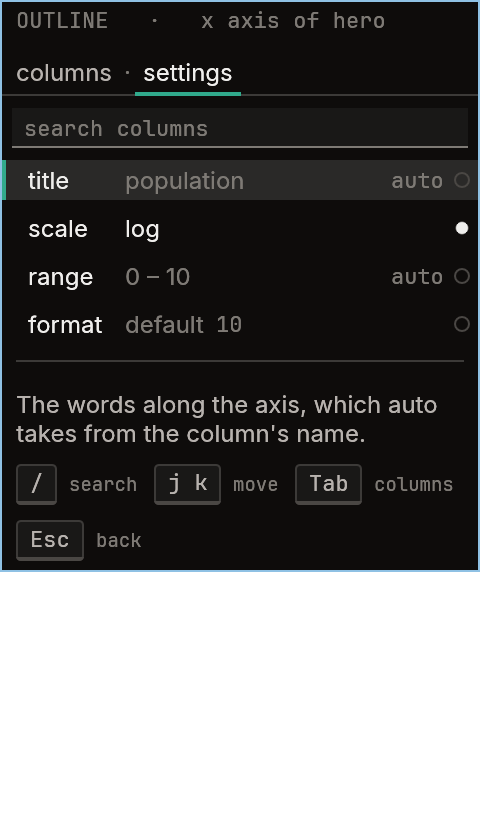 OUTLINE · x axis of hero
columns · settings
search columns
title population auto
scale log
range 0 – 10 auto
format default 10
The words along the axis, which auto
takes from the column's name.
/ search j k move Tab columns
Esc back